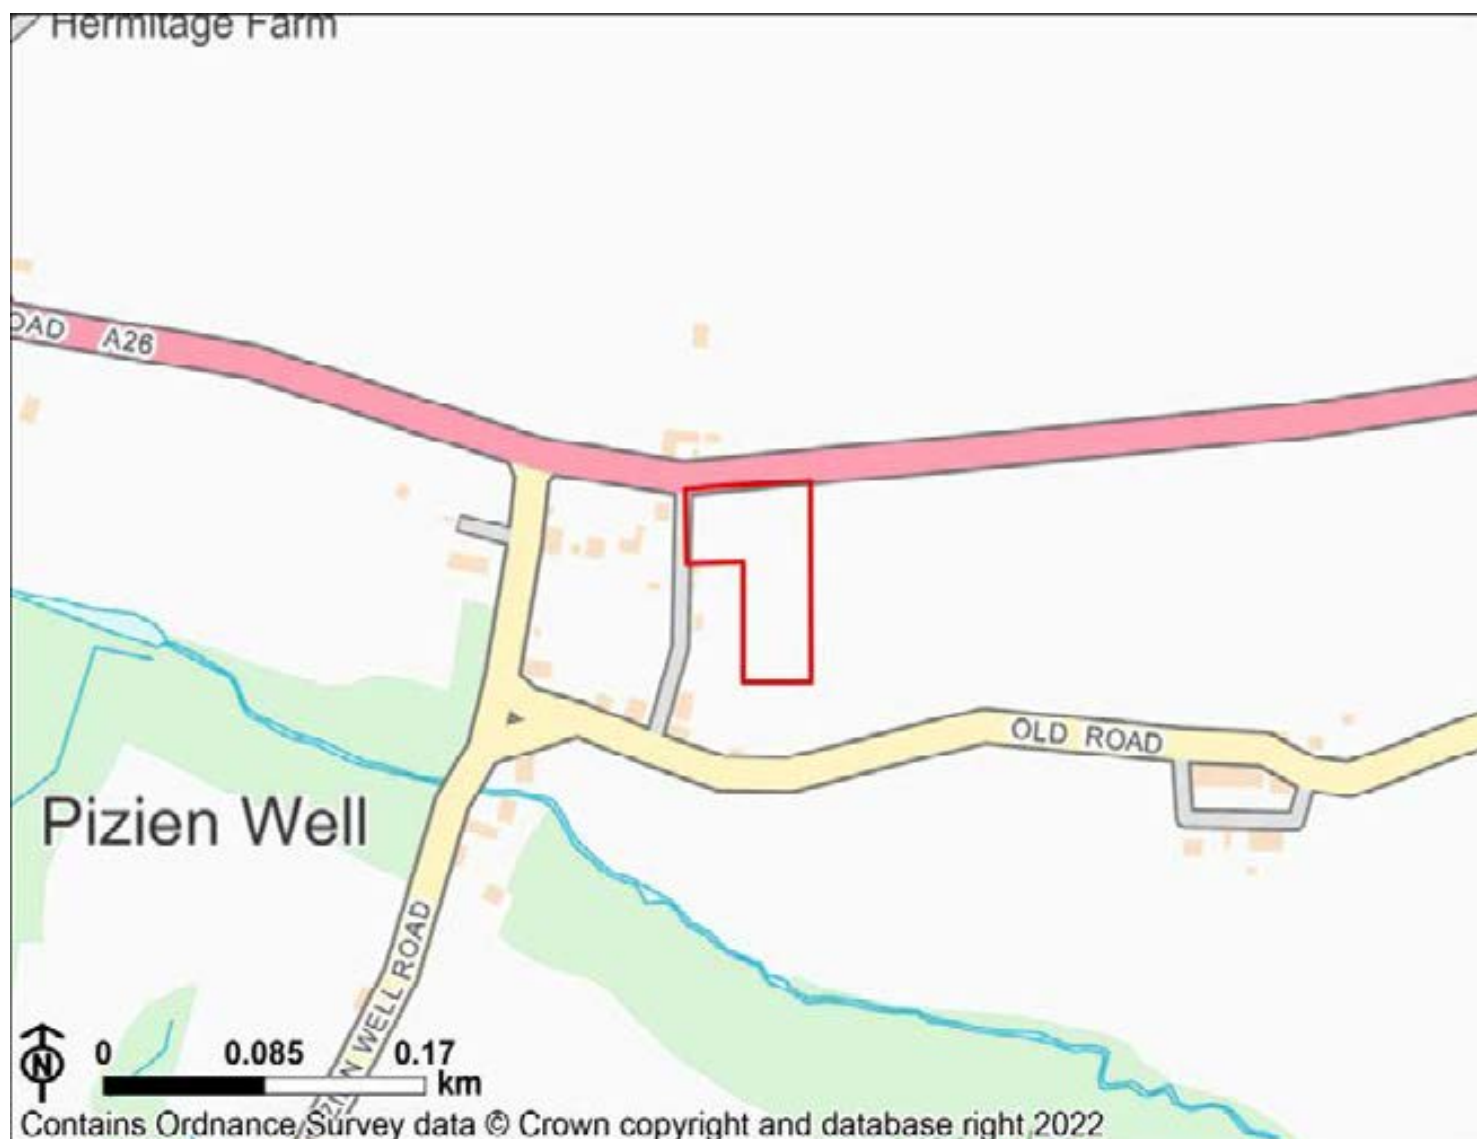 Hermitage Farm
OAD A26
OLD ROAD
Pizien Well
WELL ROAD
N
0 0.085 0.17
km
Contains Ordnance Survey data © Crown copyright and database right 2022